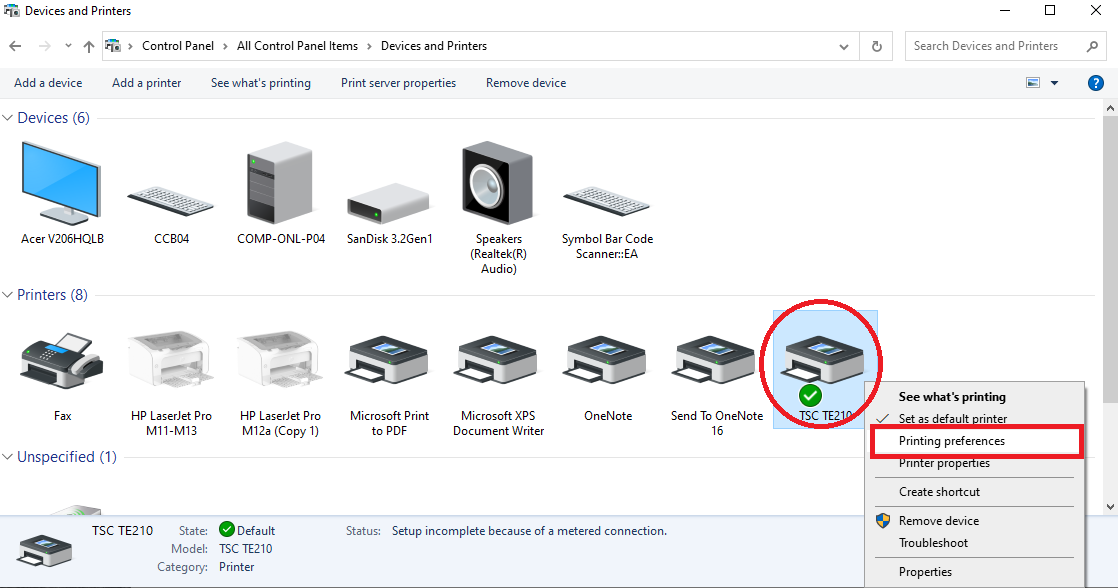 Devices and Printers
Control Panel > All Control Panel Items > Devices and Printers
Search Devices and Printers
Add a device
Add a printer
See what's printing
Print server properties
Remove device
?
Devices (6)
Acer V206HQLB
CCB04
COMP-ONL-P04
SanDisk 3.2Gen1
Speakers
(Realtek(R)
Audio)
Symbol Bar Code
Scanner::EA
Printers (8)
Fax
HP LaserJet Pro
M11-M13
HP LaserJet Pro
M12a (Copy 1)
Microsoft Print
to PDF
Microsoft XPS
Document Writer
OneNote
Send To OneNote
16
TSC TE210
See what's printing
Set as default printer
Printing preferences
Printer properties
Create shortcut
Remove device
Troubleshoot
Properties
Unspecified (1)
TSC TE210
State: Default
Model: TSC TE210
Category: Printer
Status: Setup incomplete because of a metered connection.